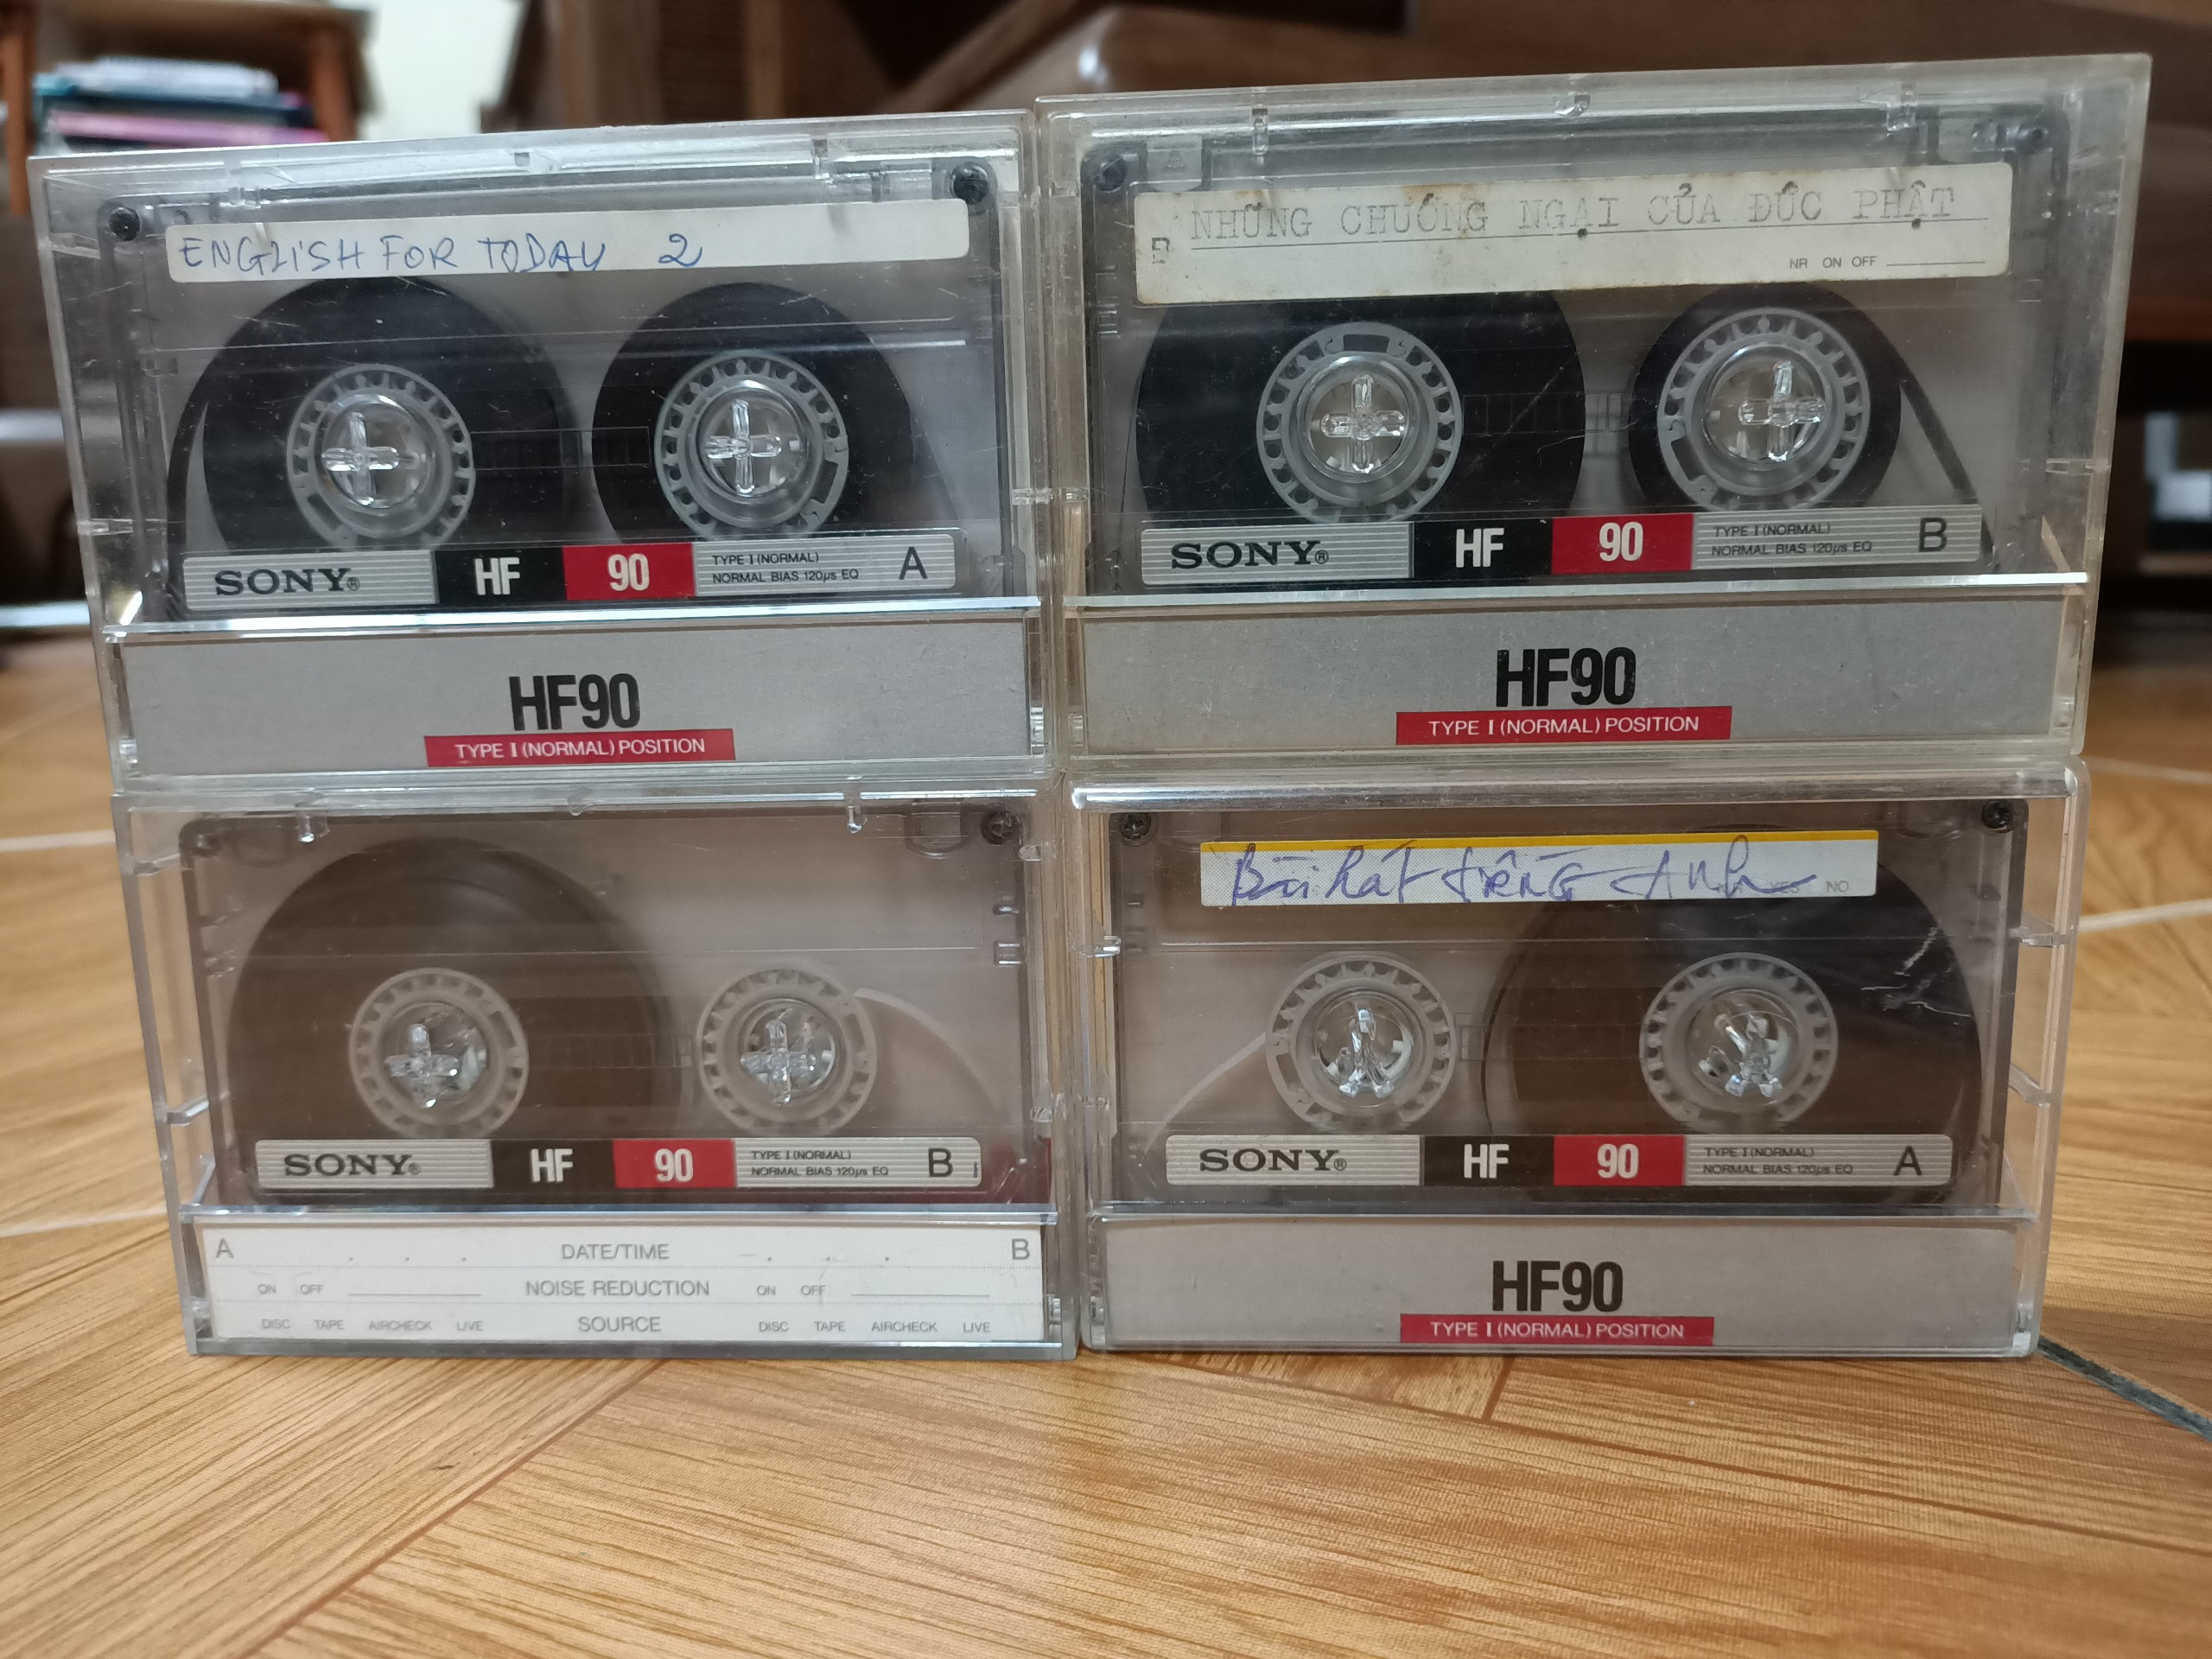 ENGLISH FOR TODAY 2
SONY® HF 90 TYPE I (NORMAL) NORMAL BIAS 120μs EQ A
HF90
TYPE I (NORMAL) POSITION
B NHỮNG CHƯỚNG NGẠI CỦA ĐỨC PHẬT
NR ON OFF
SONY® HF 90 TYPE I (NORMAL) NORMAL BIAS 120μs EQ B
HF90
TYPE I (NORMAL) POSITION
SONY® HF 90 TYPE I (NORMAL) NORMAL BIAS 120μs EQ B
A DATE/TIME B
ON OFF NOISE REDUCTION ON OFF
DISC TAPE AIRCHECK LIVE SOURCE DISC TAPE AIRCHECK LIVE
Bài hát tiếng Anh YES NO
SONY® HF 90 TYPE I (NORMAL) NORMAL BIAS 120μs EQ A
HF90
TYPE I (NORMAL) POSITION